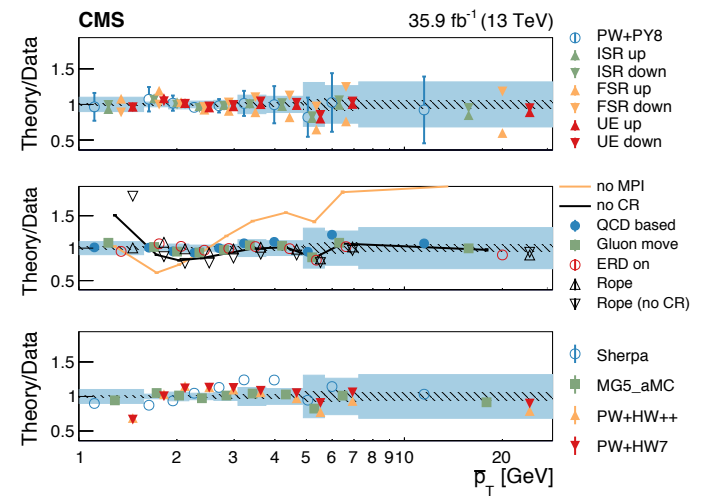 CMS 35.9 fb⁻¹ (13 TeV)
Theory/Data
1.5
1
0.5
PW+PY8
ISR up
ISR down
FSR up
FSR down
UE up
UE down
Theory/Data
1.5
1
0.5
no MPI
no CR
QCD based
Gluon move
ERD on
Rope
Rope (no CR)
Theory/Data
1.5
1
0.5
Sherpa
MG5_aMC
PW+HW++
PW+HW7
1 2 3 4 5 6 7 8 9 10 20
p̅_T [GeV]